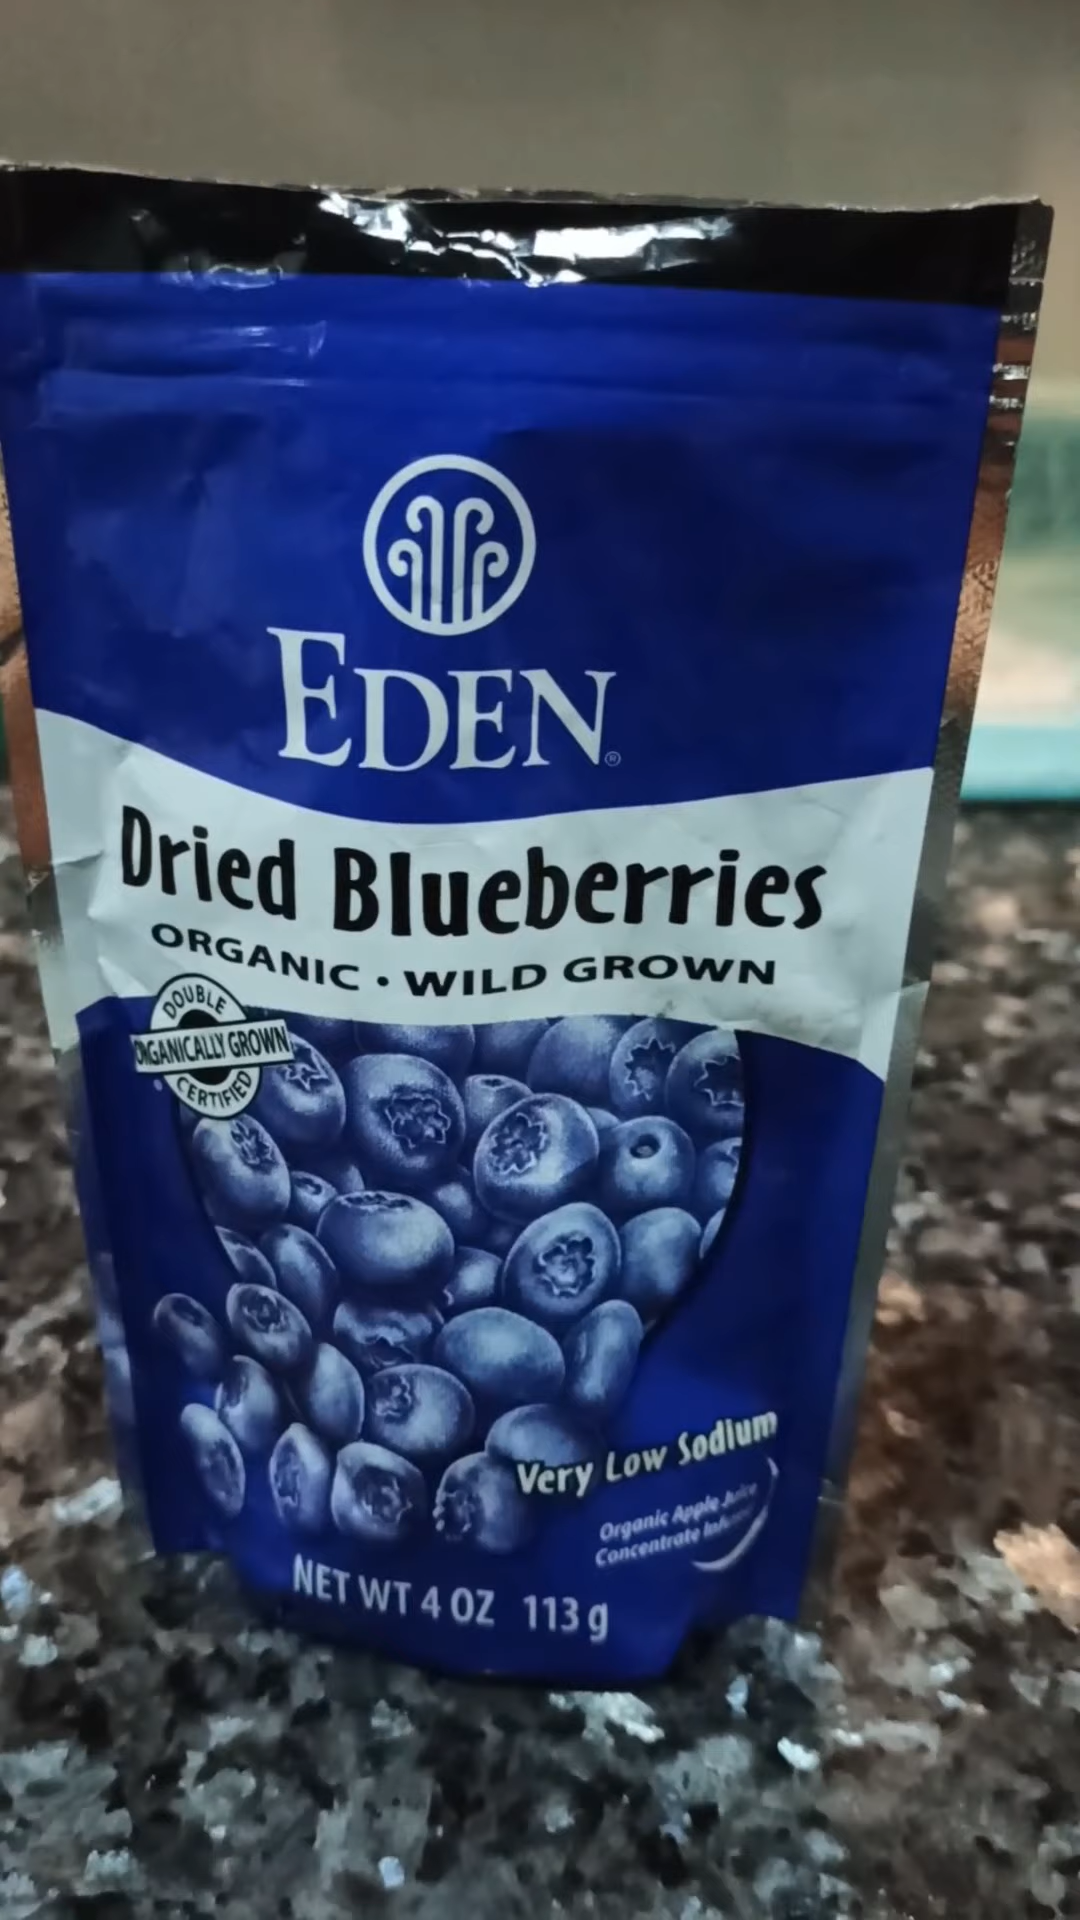 EDEN®
Dried Blueberries
ORGANIC • WILD GROWN
DOUBLE
ORGANICALLY GROWN
CERTIFIED
Very Low Sodium
Organic Apple Juice
Concentrate
NET WT 4 OZ 113 g